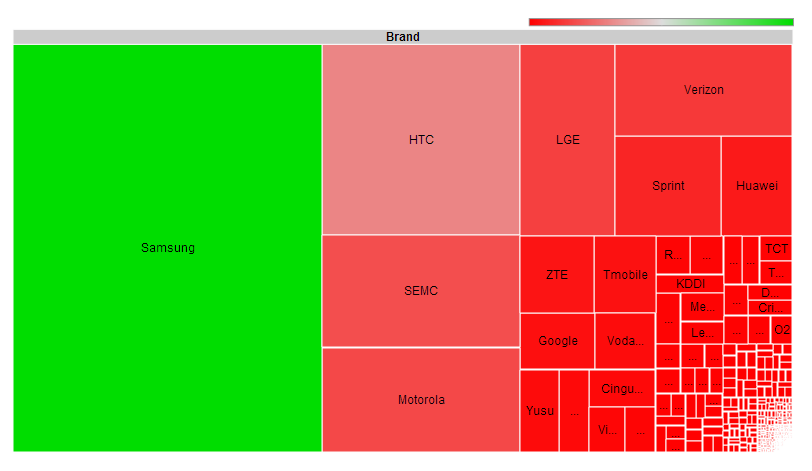 Brand
Samsung
HTC
LGE
Verizon
Sprint
Huawei
SEMC
Motorola
ZTE
Tmobile
R...
...
...
...
TCT
T...
KDDI
Me...
...
D...
Cri...
...
Le...
...
...
O2
Google
Voda...
...
...
...
Yusu
...
Cingu...
Vi...
...
...
...
...
...
...
...
...